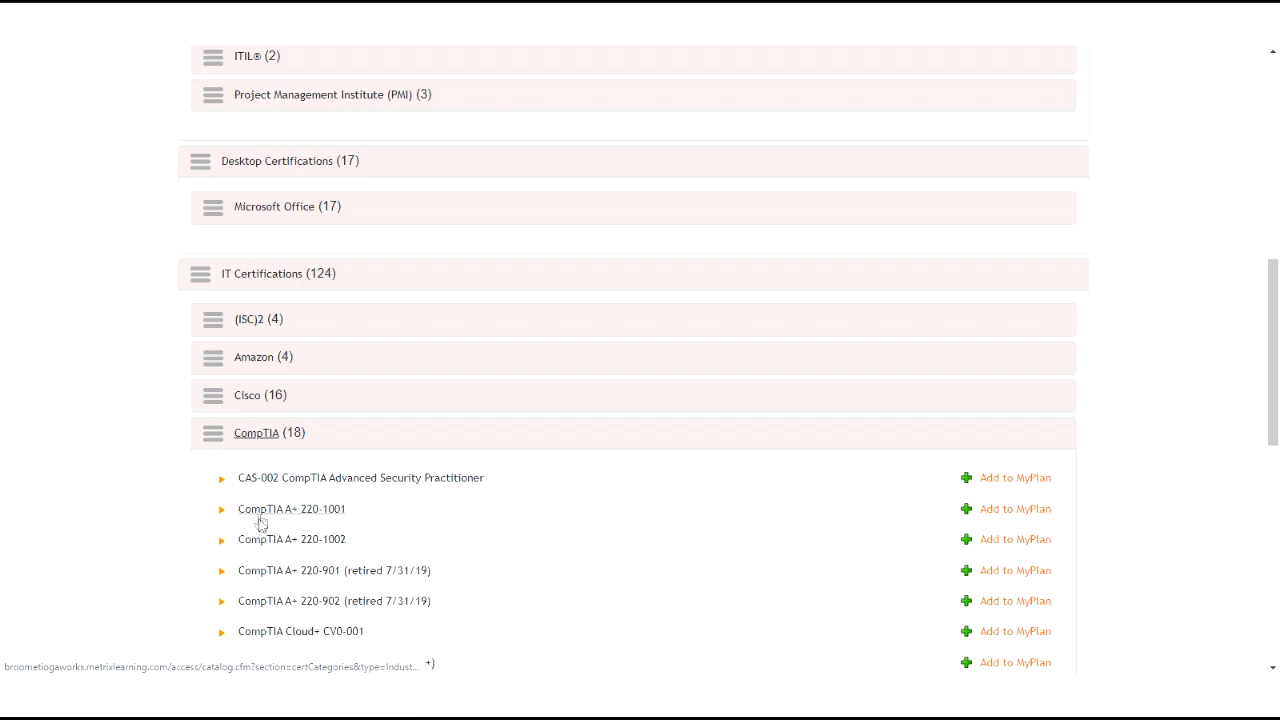 ITIL® (2)
Project Management Institute (PMI) (3)
Desktop Certifications (17)
Microsoft Office (17)
IT Certifications (124)
(ISC)2 (4)
Amazon (4)
Cisco (16)
CompTIA (18)
CAS-002 CompTIA Advanced Security Practitioner Add to MyPlan
CompTIA A+ 220-1001 Add to MyPlan
CompTIA A+ 220-1002 Add to MyPlan
CompTIA A+ 220-901 (retired 7/31/19) Add to MyPlan
CompTIA A+ 220-902 (retired 7/31/19) Add to MyPlan
CompTIA Cloud+ CV0-001 Add to MyPlan
+) Add to MyPlan
broometiogaworks.metrixlearning.com/access/catalog.cfm?section=certCategories&type=Indust...